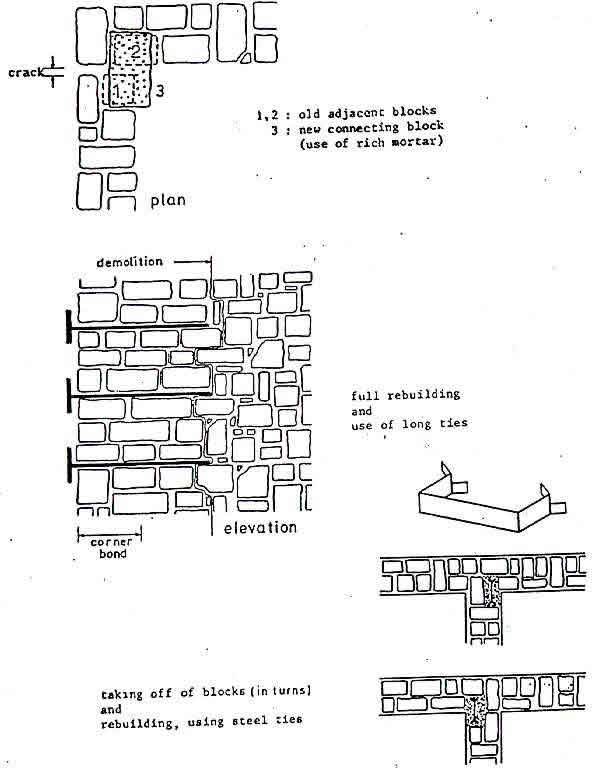 crack
2
1
3
1,2 : old adjacent blocks
3 : new connecting block
(use of rich mortar)
plan
demolition
full rebuilding
and
use of long ties
elevation
corner
bond
taking off of blocks (in turns)
and
rebuilding, using steel ties